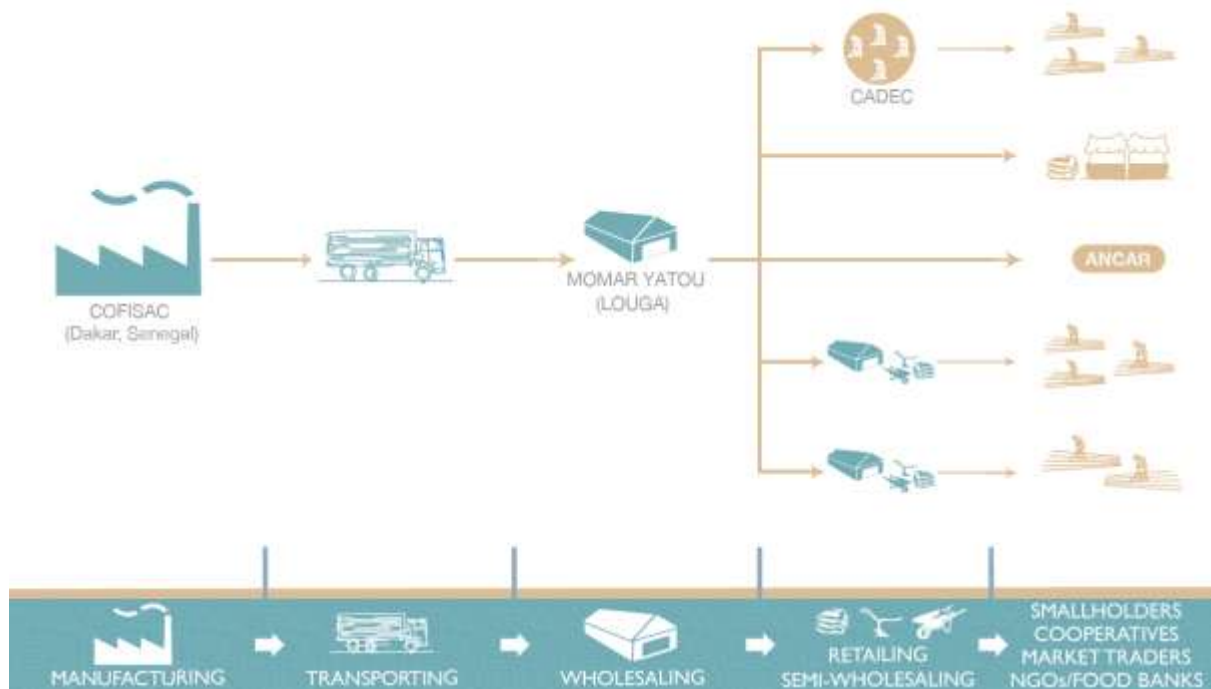 CADEC
MOMAR YATOU
(LOUGA)
ANCAR
COFISAC
(Dakar, Senegal)
MANUFACTURING
TRANSPORTING
WHOLESALING
RETAILING
SEMI-WHOLESALING
SMALLHOLDERS
COOPERATIVES
MARKET TRADERS
NGOs/FOOD BANKS